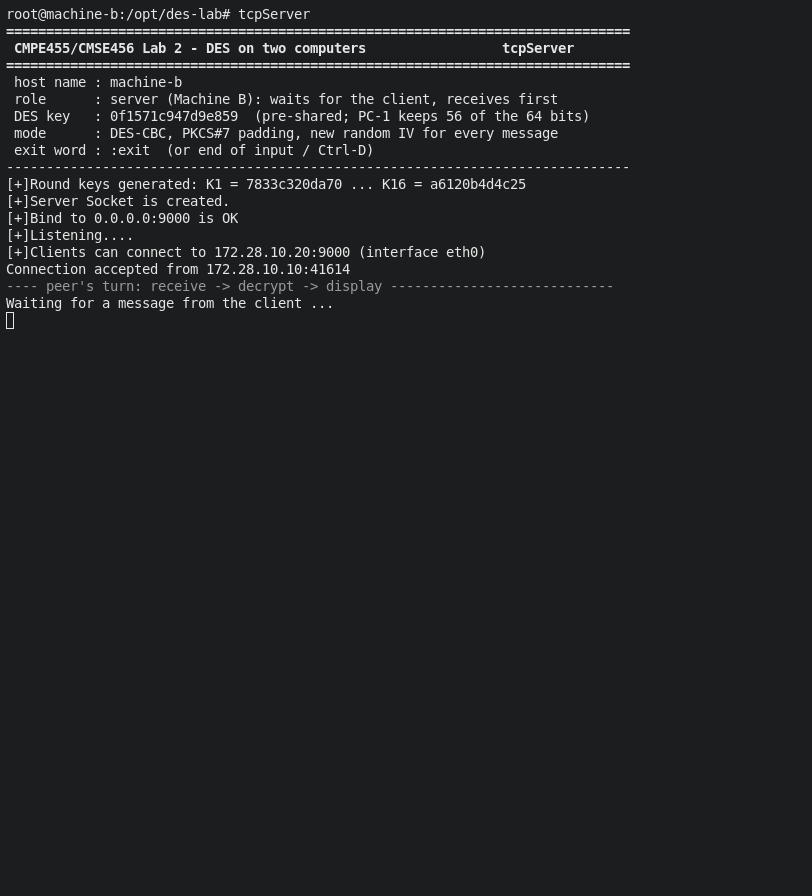 root@machine-b:/opt/des-lab# tcpServer
==============================================================================
 CMPE455/CMSE456 Lab 2 - DES on two computers                 tcpServer
==============================================================================
 host name : machine-b
 role      : server (Machine B): waits for the client, receives first
 DES key   : 0f1571c947d9e859  (pre-shared; PC-1 keeps 56 of the 64 bits)
 mode      : DES-CBC, PKCS#7 padding, new random IV for every message
 exit word : :exit  (or end of input / Ctrl-D)
------------------------------------------------------------------------------
[+]Round keys generated: K1 = 7833c320da70 ... K16 = a6120b4d4c25
[+]Server Socket is created.
[+]Bind to 0.0.0.0:9000 is OK
[+]Listening....
[+]Clients can connect to 172.28.10.20:9000 (interface eth0)
Connection accepted from 172.28.10.10:41614
---- peer's turn: receive -> decrypt -> display ----------------------------
Waiting for a message from the client ...